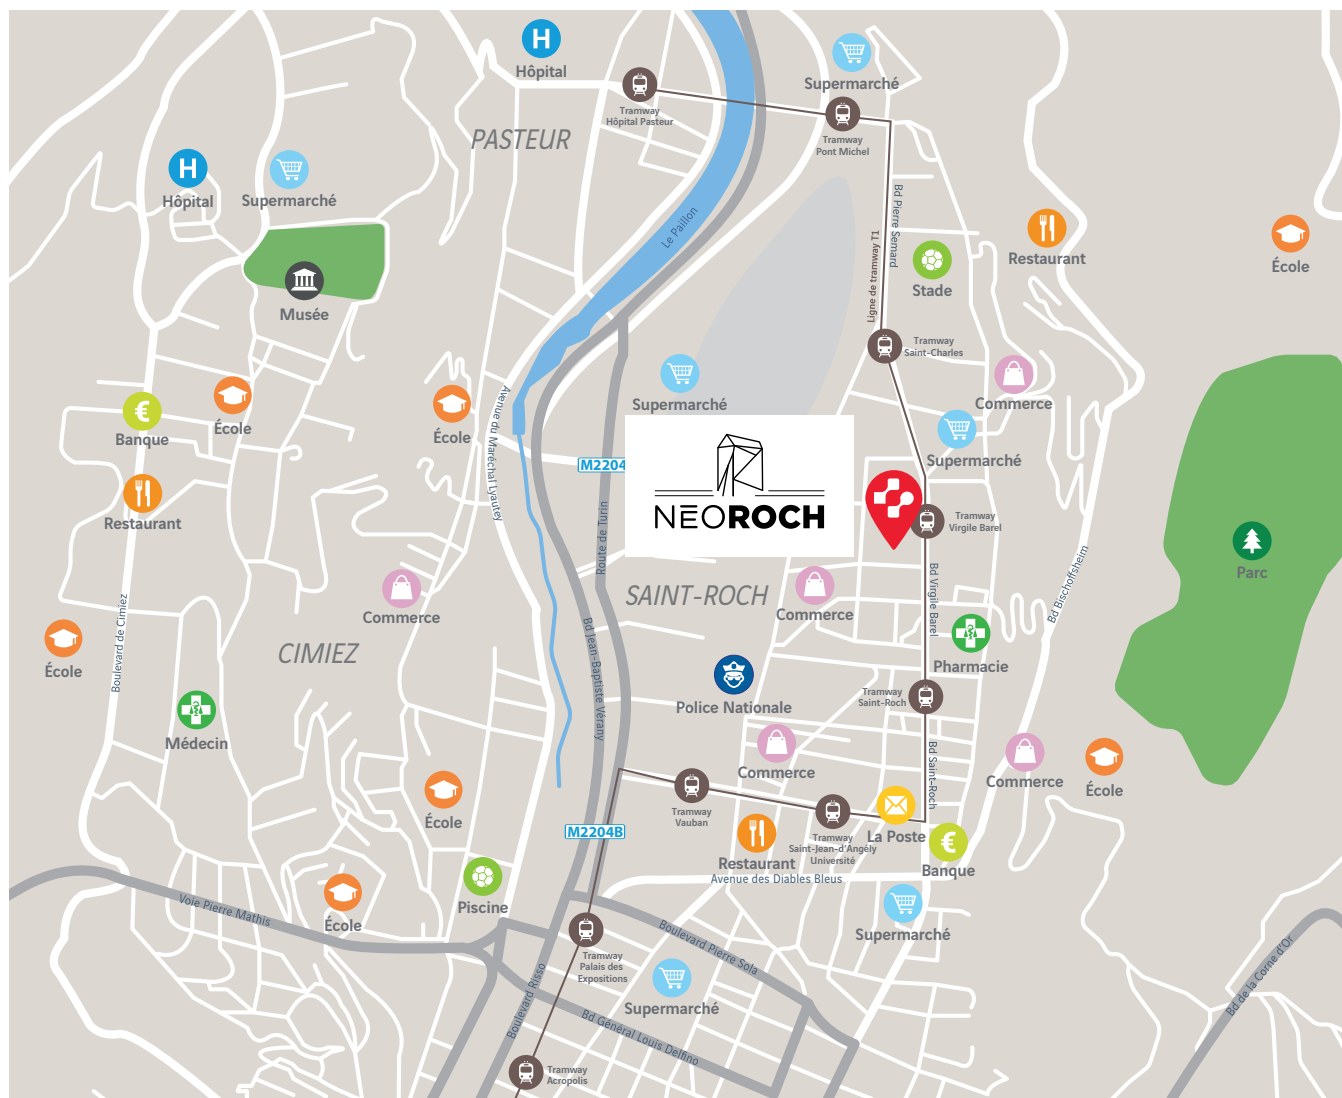 H
Hôpital
Supermarché
Tramway
Hôpital Pasteur
Tramway
Pont Michel
PASTEUR
H
Hôpital
Supermarché
Musée
Le Paillon
Bd Pierre Semard
Ligne de tramway T1
Stade
Restaurant
École
Tramway
Saint-Charles
Commerce
Supermarché
Supermarché
€
Banque
École
École
Avenue du Maréchal Lyautey
Restaurant
M2204
Route de Turin
NEOROCH
Tramway
Virgile Barel
Parc
Bd Bischoffsheim
Commerce
SAINT-ROCH
Commerce
Bd Virgile Barel
Pharmacie
Boulevard de Cimiez
École
CIMIEZ
Bd Jean-Baptiste Vérany
Police Nationale
Tramway
Saint-Roch
Médecin
Commerce
Bd Saint-Roch
Commerce
École
École
Tramway
Vauban
M2204B
Restaurant
Tramway
Saint-Jean-d'Angély
Université
La Poste
€
Banque
Avenue des Diables Bleus
Piscine
École
Voie Pierre Mathis
Supermarché
Boulevard Pierre Sola
Tramway
Palais des
Expositions
Supermarché
Boulevard Risso
Bd Général Louis Delfino
Bd de la Corne d'Or
Tramway
Acropolis